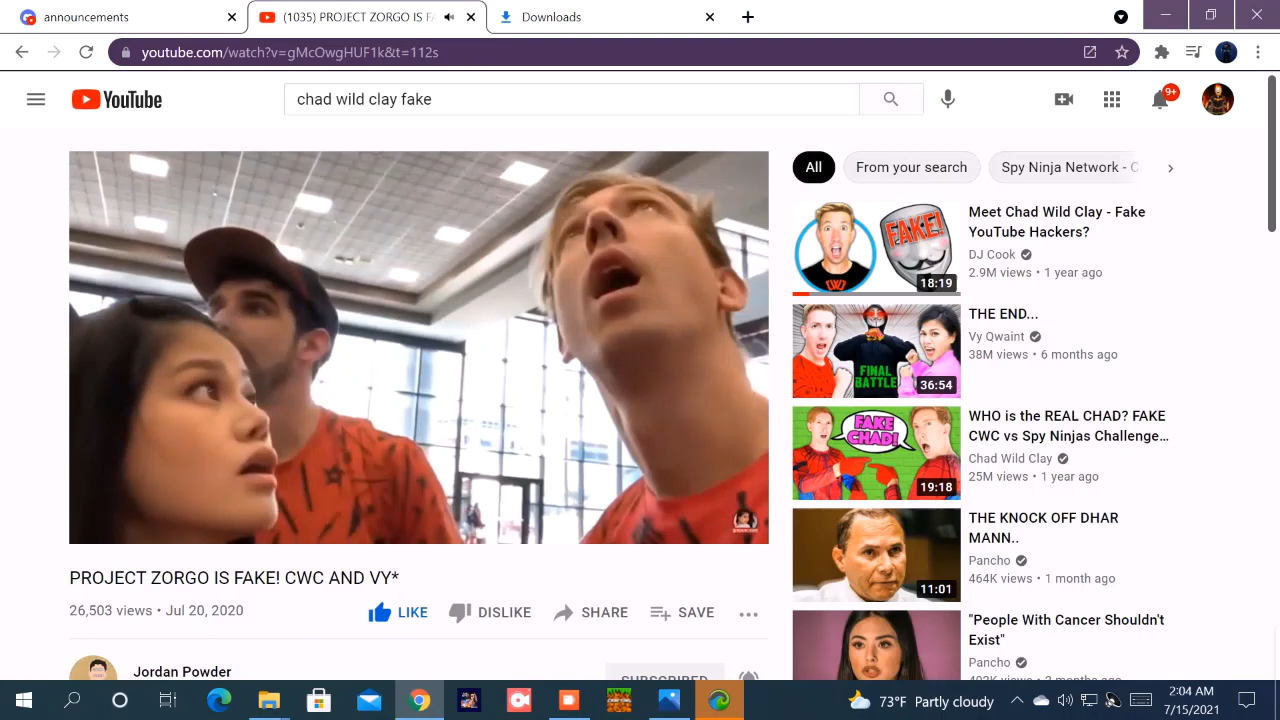 announcements
(1035) PROJECT ZORGO IS FA
Downloads
youtube.com/watch?v=gMcOwgHUF1k&t=112s
YouTube
chad wild clay fake
9+
All
From your search
Spy Ninja Network - C
FAKE!
CWC
18:19
Meet Chad Wild Clay - Fake
YouTube Hackers?
DJ Cook
2.9M views • 1 year ago
FINAL
BATTLE
36:54
THE END...
Vy Qwaint
38M views • 6 months ago
FAKE
CHAD!
19:18
WHO is the REAL CHAD? FAKE
CWC vs Spy Ninjas Challenge...
Chad Wild Clay
25M views • 1 year ago
11:01
THE KNOCK OFF DHAR
MANN..
Pancho
464K views • 1 month ago
"People With Cancer Shouldn't
Exist"
Pancho
PROJECT ZORGO IS FAKE! CWC AND VY*
26,503 views • Jul 20, 2020
LIKE
DISLIKE
SHARE
SAVE
Jordan Powder
SUBSCRIBED
73°F Partly cloudy
2:04 AM
7/15/2021